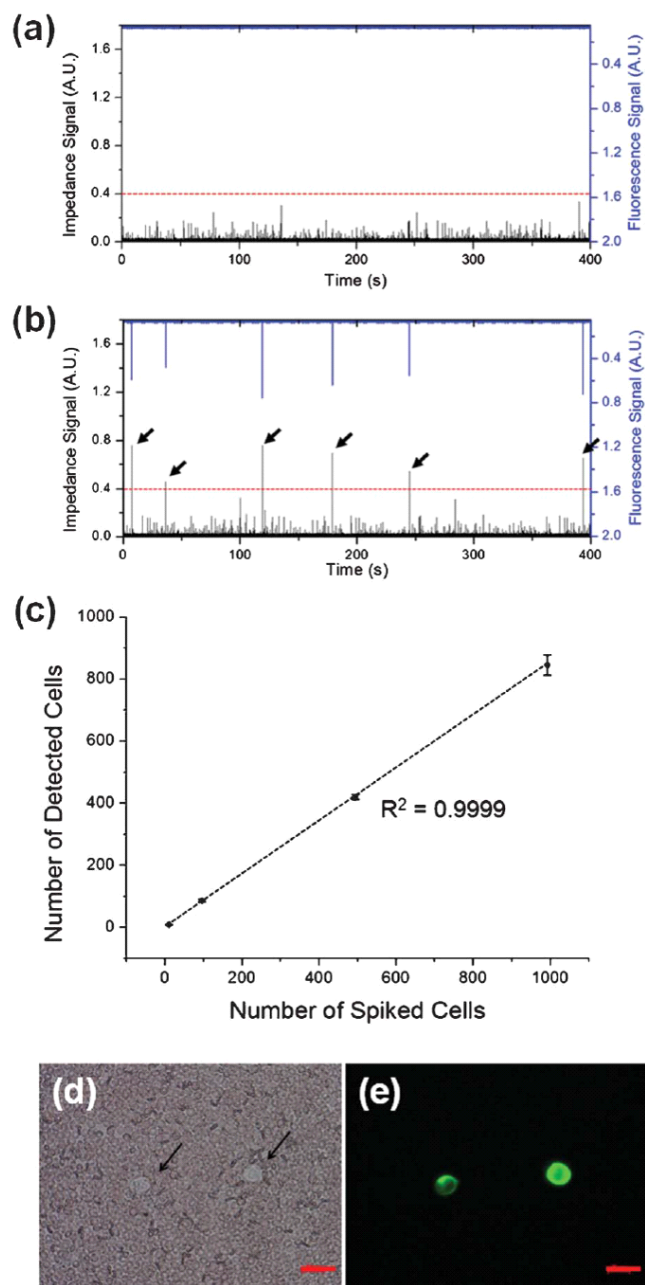 (a)
1.8
1.2
0.8
0.4
0.0
Impedance Signal (A.U.)
0.4
0.8
1.2
1.6
2.0
Fluorescence Signal (A.U.)
0 100 200 300 400
Time (s)
(b)
1.6
1.2
0.8
0.4
0.0
Impedance Signal (A.U.)
0.4
0.8
1.2
1.6
2.0
Fluorescence Signal (A.U.)
0 100 200 300 400
Time (s)
(c)
1000
800
600
400
200
0
Number of Detected Cells
R² = 0.9999
0 200 400 600 800 1000
Number of Spiked Cells
(d)
(e)